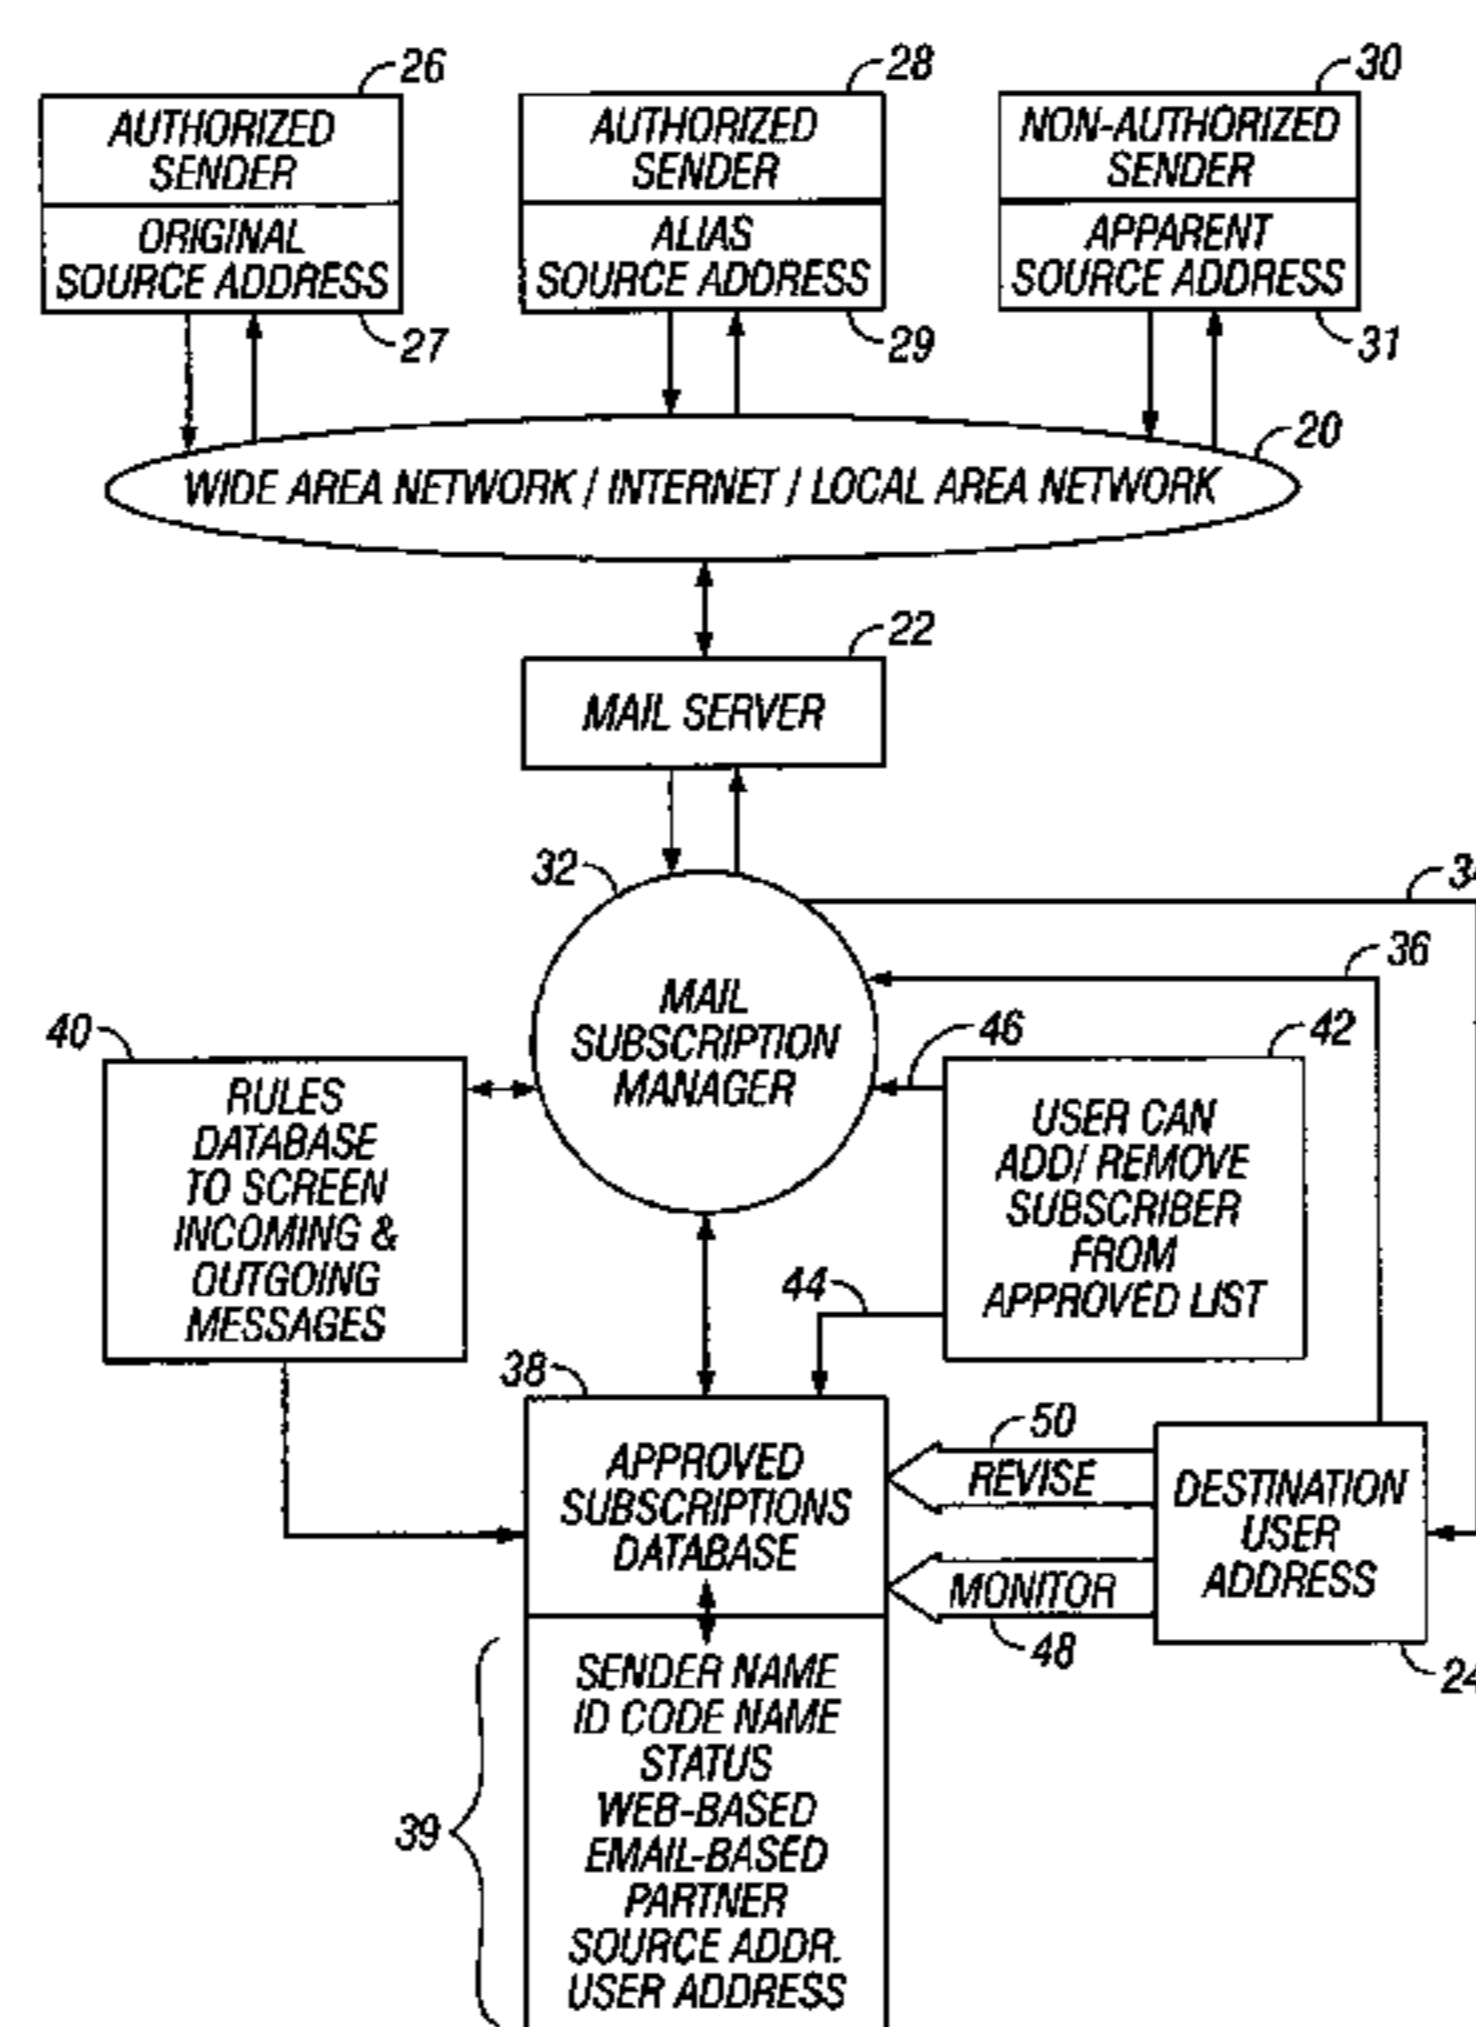 26
28
30
AUTHORIZED
SENDER
AUTHORIZED
SENDER
NON-AUTHORIZED
SENDER
ORIGINAL
SOURCE ADDRESS
ALIAS
SOURCE ADDRESS
APPARENT
SOURCE ADDRESS
27
29
31
20
WIDE AREA NETWORK / INTERNET / LOCAL AREA NETWORK
22
MAIL SERVER
32
36
MAIL
SUBSCRIPTION
MANAGER
40
46
42
RULES
DATABASE
TO SCREEN
INCOMING &
OUTGOING
MESSAGES
USER CAN
ADD/ REMOVE
SUBSCRIBER
FROM
APPROVED LIST
44
38
50
APPROVED
SUBSCRIPTIONS
DATABASE
REVISE
DESTINATION
USER
ADDRESS
MONITOR
48
24
SENDER NAME
ID CODE NAME
STATUS
WEB-BASED
EMAIL-BASED
PARTNER
SOURCE ADDR.
USER ADDRESS
39